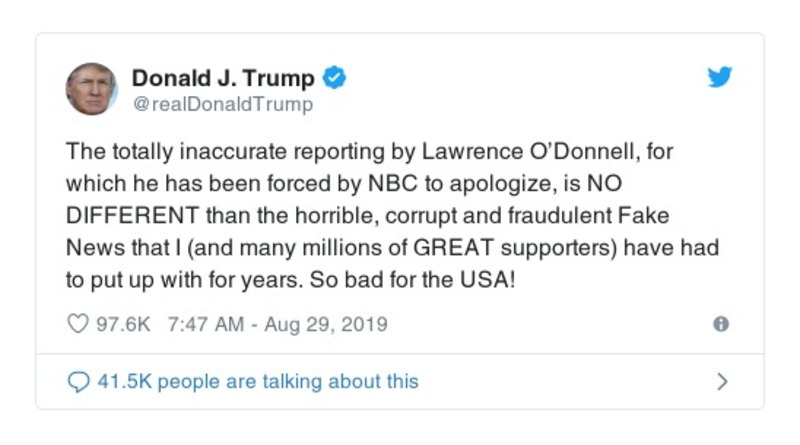 Donald J. Trump
@realDonaldTrump
The totally inaccurate reporting by Lawrence O’Donnell, for
which he has been forced by NBC to apologize, is NO
DIFFERENT than the horrible, corrupt and fraudulent Fake
News that I (and many millions of GREAT supporters) have had
to put up with for years. So bad for the USA!
97.6K 7:47 AM - Aug 29, 2019
41.5K people are talking about this